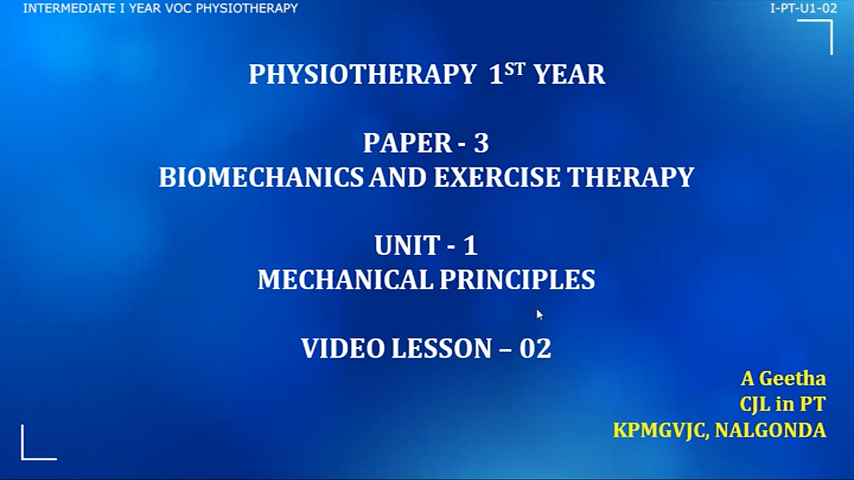 INTERMEDIATE I YEAR VOC PHYSIOTHERAPY
I-PT-U1-02
PHYSIOTHERAPY 1ST YEAR
PAPER - 3
BIOMECHANICS AND EXERCISE THERAPY
UNIT - 1
MECHANICAL PRINCIPLES
VIDEO LESSON – 02
A Geetha
CJL in PT
KPMGVJC, NALGONDA